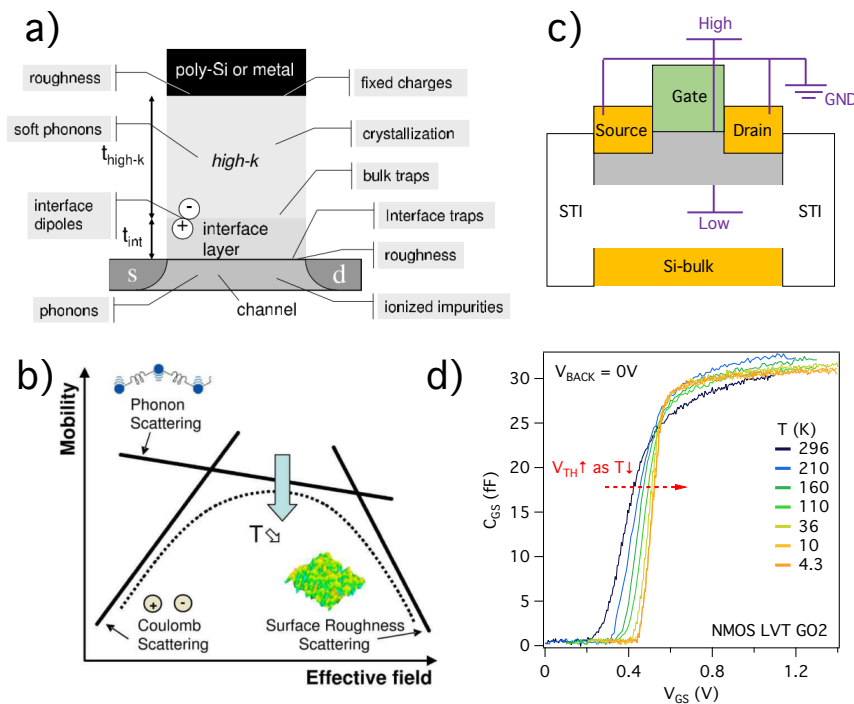 a)
poly-Si or metal
roughness
fixed charges
soft phonons
crystallization
t_high-k
high-k
bulk traps
interface
dipoles
-
+
Interface traps
t_int
interface
layer
roughness
s
d
phonons
channel
ionized impurities
c)
High
GND
Gate
Source
Drain
STI
STI
Low
Si-bulk
b)
Mobility
Phonon
Scattering
T
+
-
Coulomb
Scattering
Surface Roughness
Scattering
Effective field
d)
V_BACK = 0V
T (K)
296
210
160
110
36
10
4.3
V_TH↑ as T↓
C_GS (fF)
30
25
20
15
10
5
0
NMOS LVT GO2
0
0.4
0.8
1.2
V_GS (V)